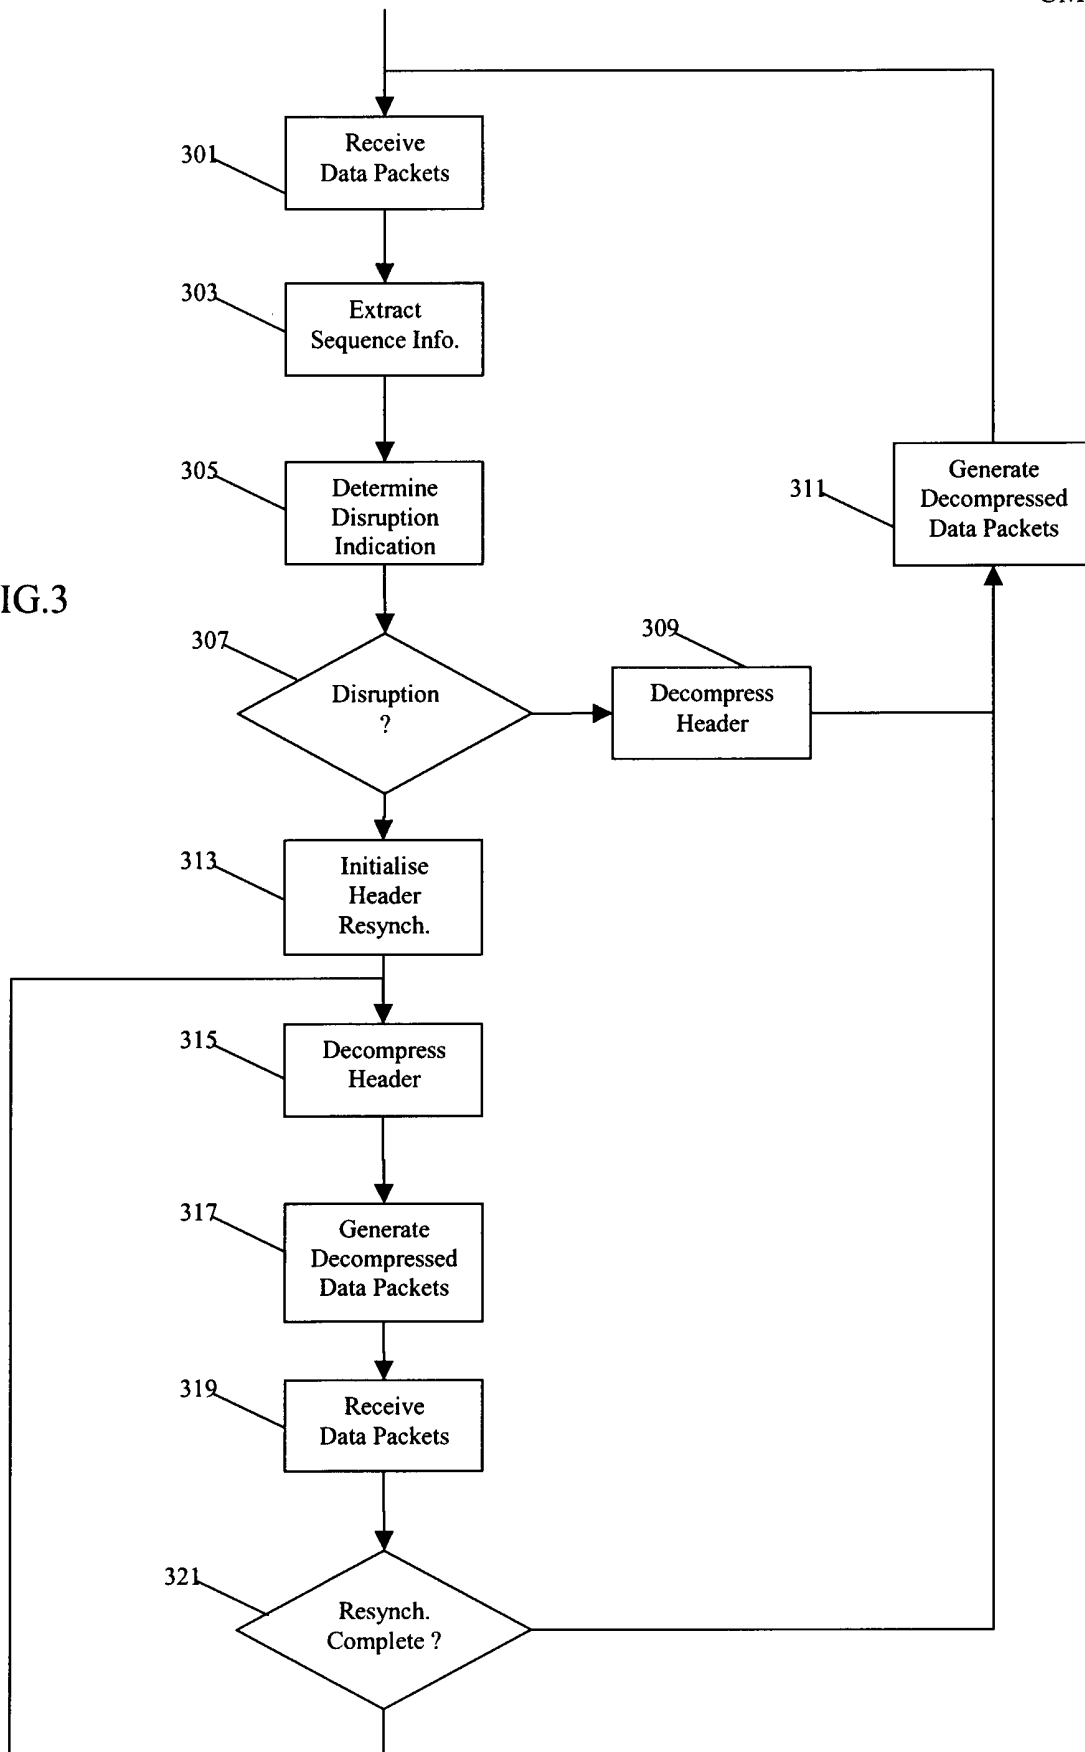 301
Receive
Data Packets
303
Extract
Sequence Info.
305
Determine
Disruption
Indication
311
Generate
Decompressed
Data Packets
IG.3
307
Disruption
?
309
Decompress
Header
313
Initialise
Header
Resynch.
315
Decompress
Header
317
Generate
Decompressed
Data Packets
319
Receive
Data Packets
321
Resynch.
Complete ?